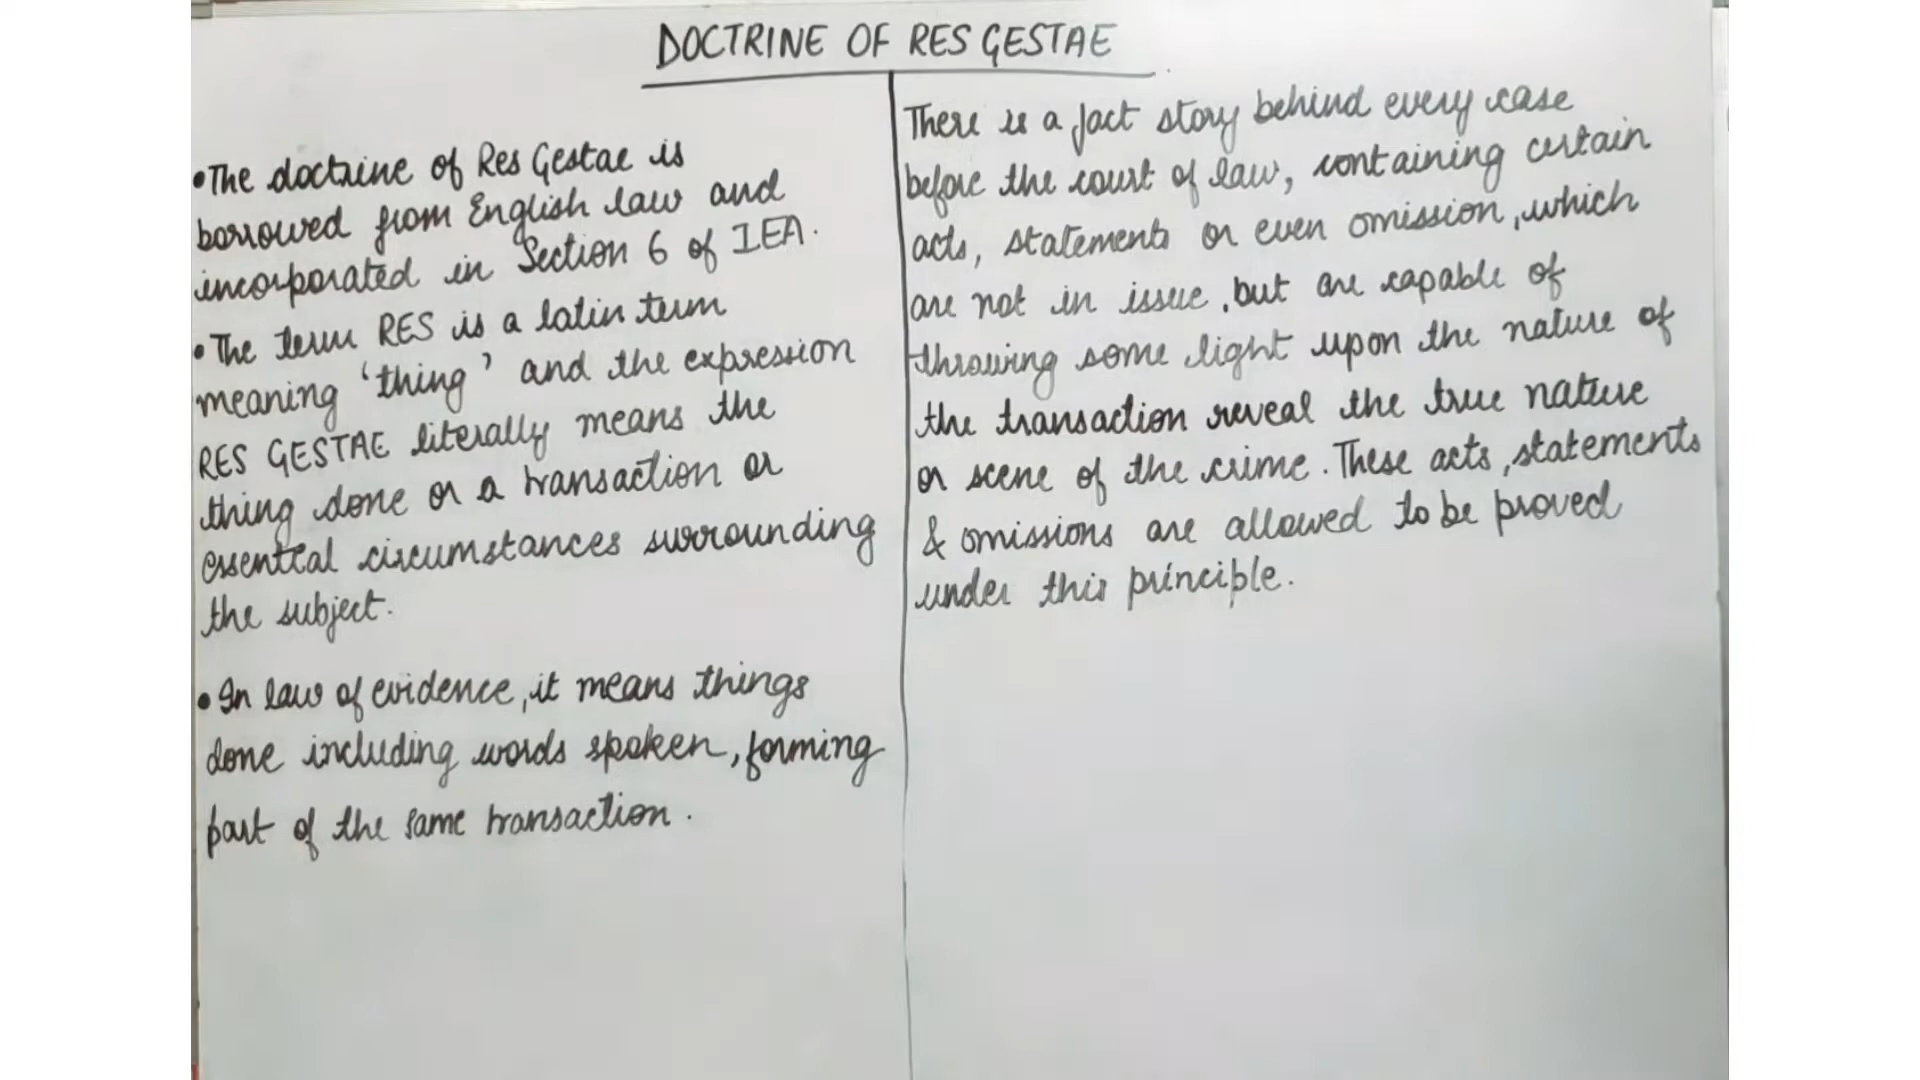 DOCTRINE OF RES GESTAE
•The doctrine of Res Gestae is
borrowed from English law and
incorporated in Section 6 of IEA.
•The term RES is a latin term
meaning ‘thing’ and the expression
RES GESTAE literally means the
thing done or a transaction or
essential circumstances surrounding
the subject.
•In law of evidence, it means things
done including words spoken, forming
part of the same transaction.
There is a fact story behind every case
before the court of law, containing certain
acts, statements or even omission, which
are not in issue, but are capable of
throwing some light upon the nature of
the transaction reveal the true nature
or scene of the crime. These acts, statements
& omissions are allowed to be proved
under this principle.